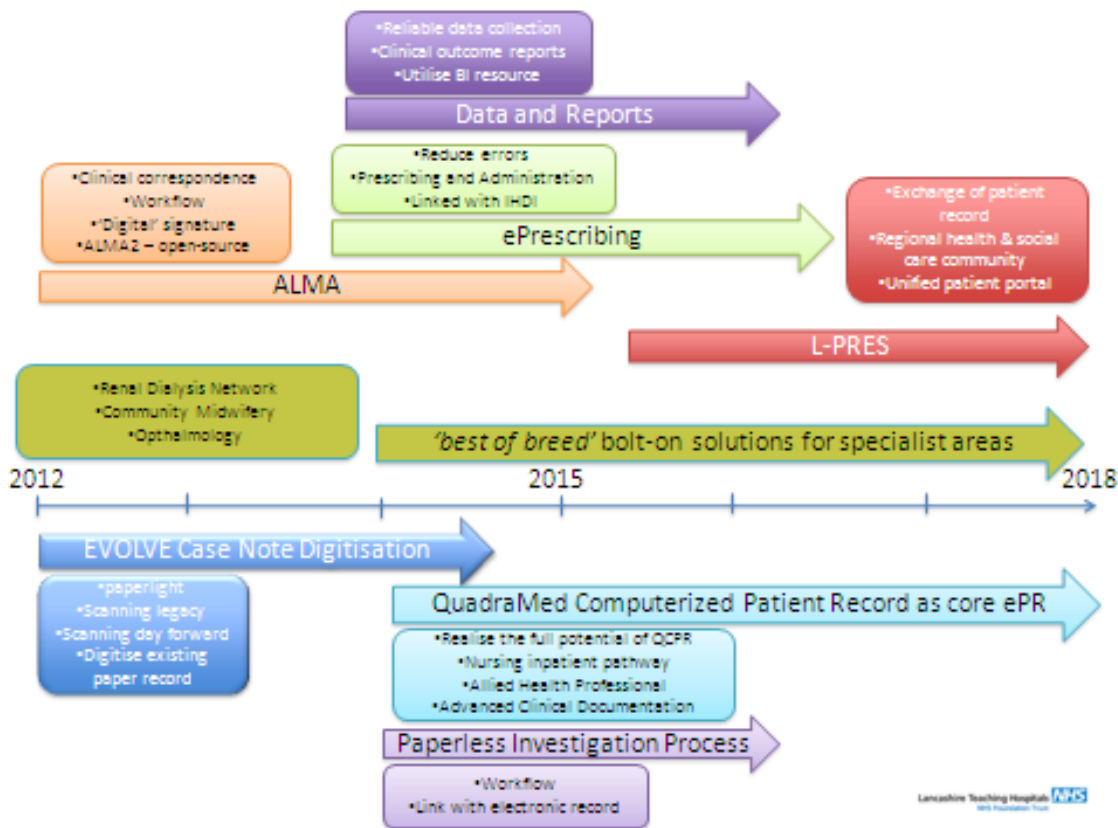 •Reliable data collection
•Clinical outcome reports
•Utilise BI resource
Data and Reports
•Reduce errors
•Prescribing and Administration
•Linked with IHDI
ePrescribing
•Clinical correspondence
•Workflow
•'Digital' signature
•ALMA2 – open-source
ALMA
•Exchange of patient
record
•Regional health & social
care community
•Unified patient portal
L-PRES
•Renal Dialysis Network
•Community Midwifery
•Opthalmology
'best of breed' bolt-on solutions for specialist areas
2012
2015
2018
EVOLVE Case Note Digitisation
•paperlight
•Scanning legacy
•Scanning day forward
•Digitise existing
paper record
QuadraMed Computerized Patient Record as core ePR
•Realise the full potential of QCPR
•Nursing inpatient pathway
•Allied Health Professional
•Advanced Clinical Documentation
Paperless Investigation Process
•Workflow
•Link with electronic record
Lancashire Teaching Hospitals NHS
NHS Foundation Trust